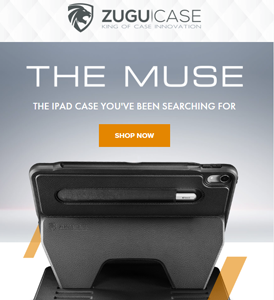 ZUGU|CASE
KING OF CASE INNOVATION
THE MUSE
THE IPAD CASE YOU'VE BEEN SEARCHING FOR
SHOP NOW